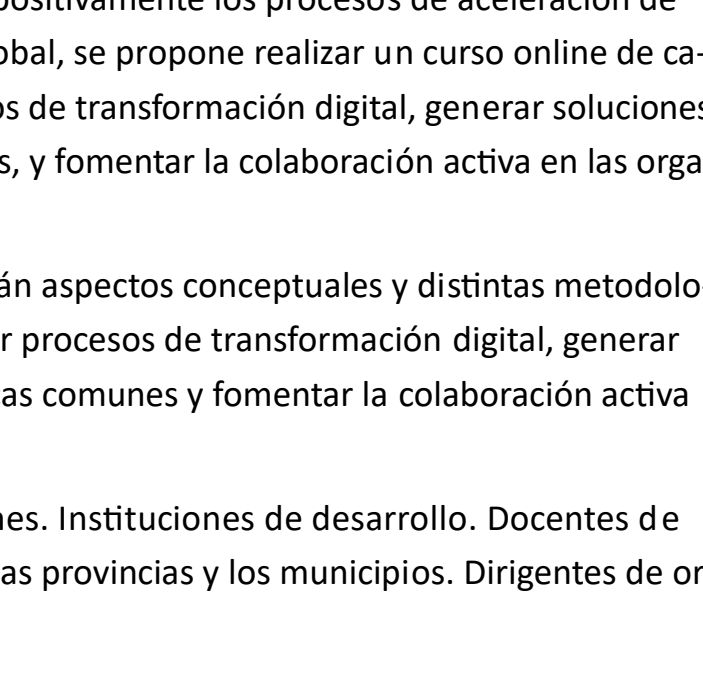 positivamente los procesos de aceleración de
obal, se propone realizar un curso online de ca-
os de transformación digital, generar soluciones
s, y fomentar la colaboración activa en las orga
án aspectos conceptuales y distintas metodolo-
r procesos de transformación digital, generar
cas comunes y fomentar la colaboración activa
nes. Instituciones de desarrollo. Docentes de
as provincias y los municipios. Dirigentes de or